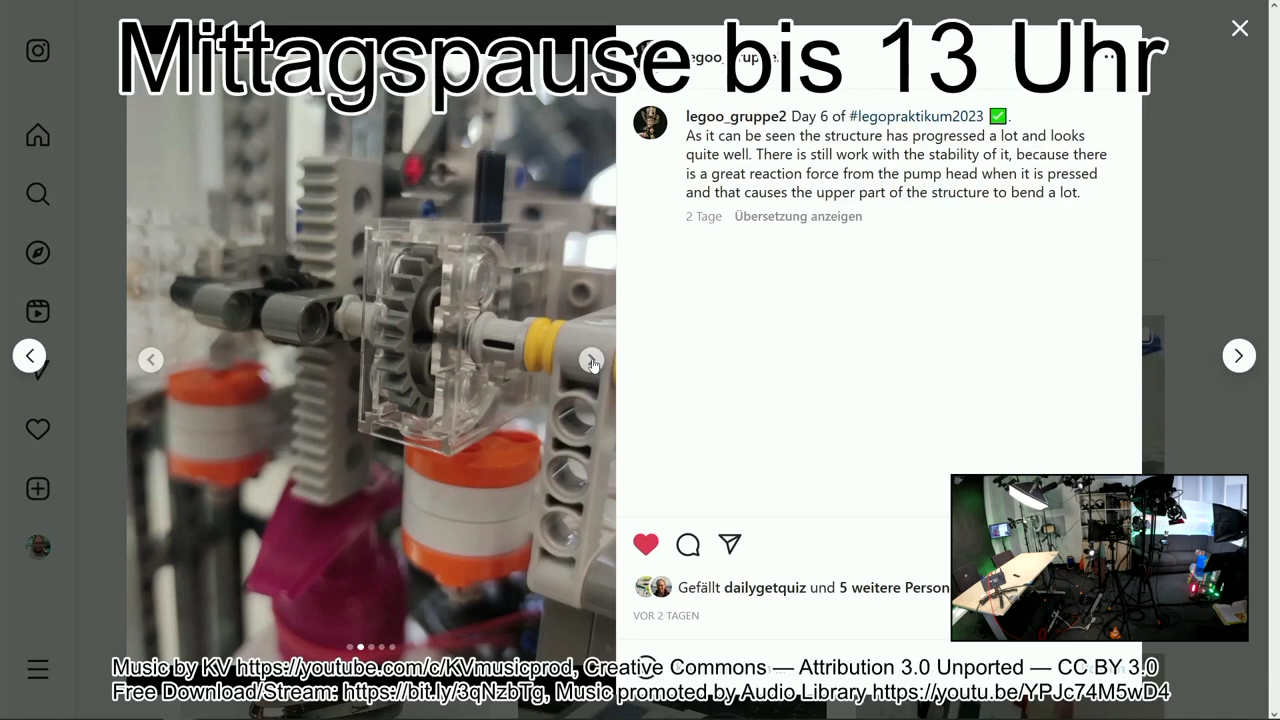 Mittagspause bis 13 Uhr
legoo_gruppe2 Day 6 of #legopraktikum2023 ✅.
As it can be seen the structure has progressed a lot and looks
quite well. There is still work with the stability of it, because there
is a great reaction force from the pump head when it is pressed
and that causes the upper part of the structure to bend a lot.
2 Tage Übersetzung anzeigen
Gefällt dailygetquiz und 5 weitere Person
VOR 2 TAGEN
Music by KV https://youtube.com/c/KVmusicprod, Creative Commons — Attribution 3.0 Unported — CC BY 3.0
Free Download/Stream: https://bit.ly/3qNzbTg, Music promoted by Audio Library https://youtu.be/YPJc74M5wD4